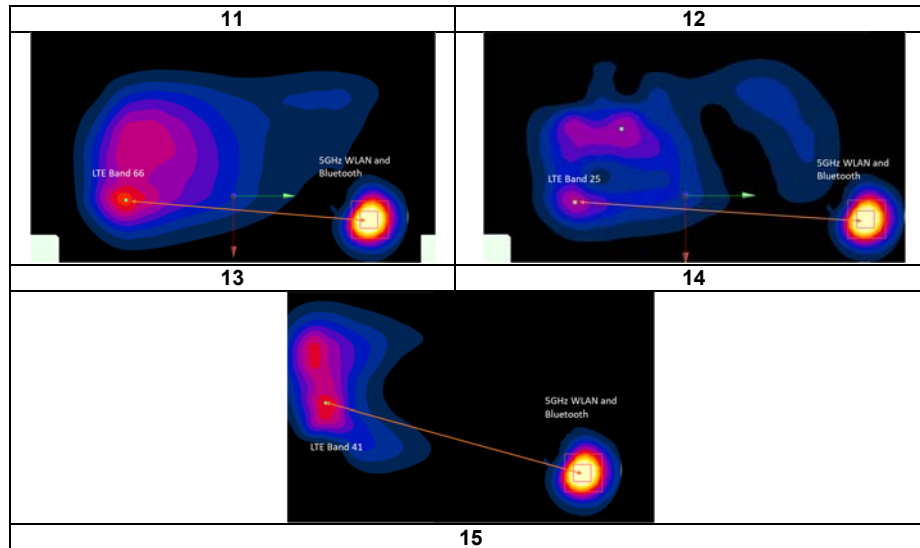 11
12
5GHz WLAN and
Bluetooth
LTE Band 66
5GHz WLAN and
Bluetooth
LTE Band 25
13
14
5GHz WLAN and
Bluetooth
LTE Band 41
15